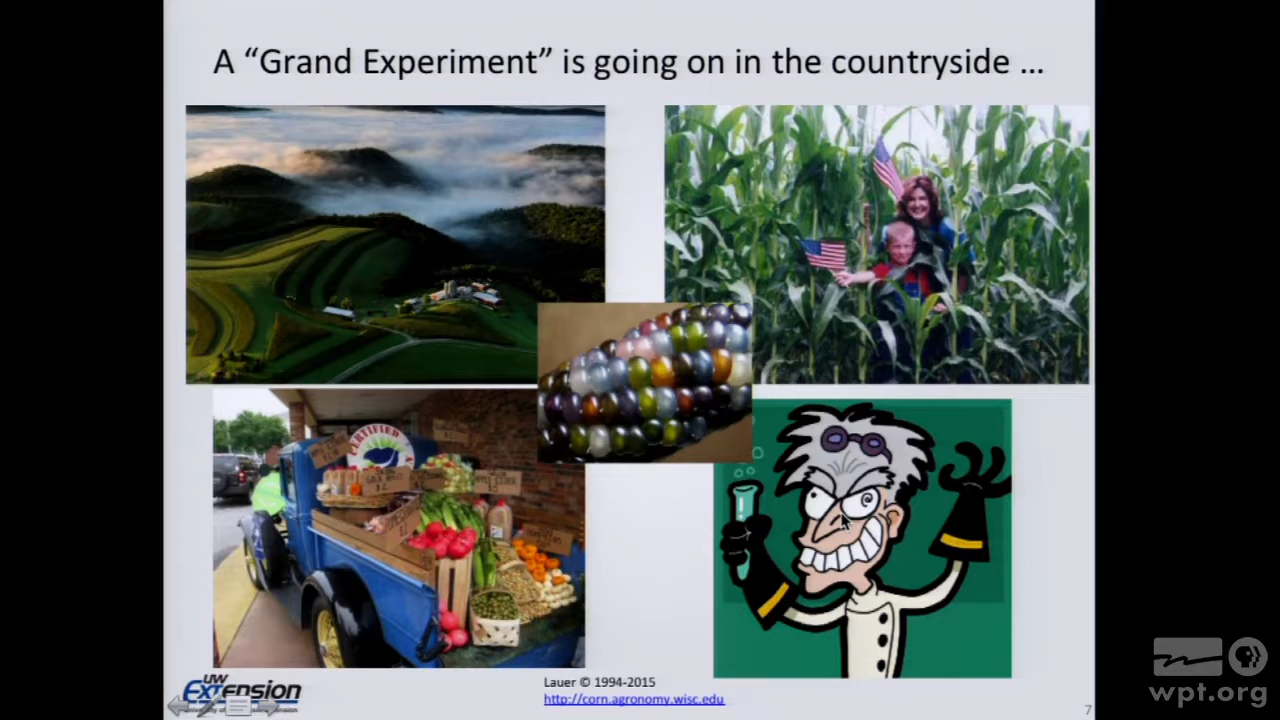 A “Grand Experiment” is going on in the countryside ...
CERTIFIED
UW
Extension
Lauer © 1994-2015
http://corn.agronomy.wisc.edu
7
wpt.org